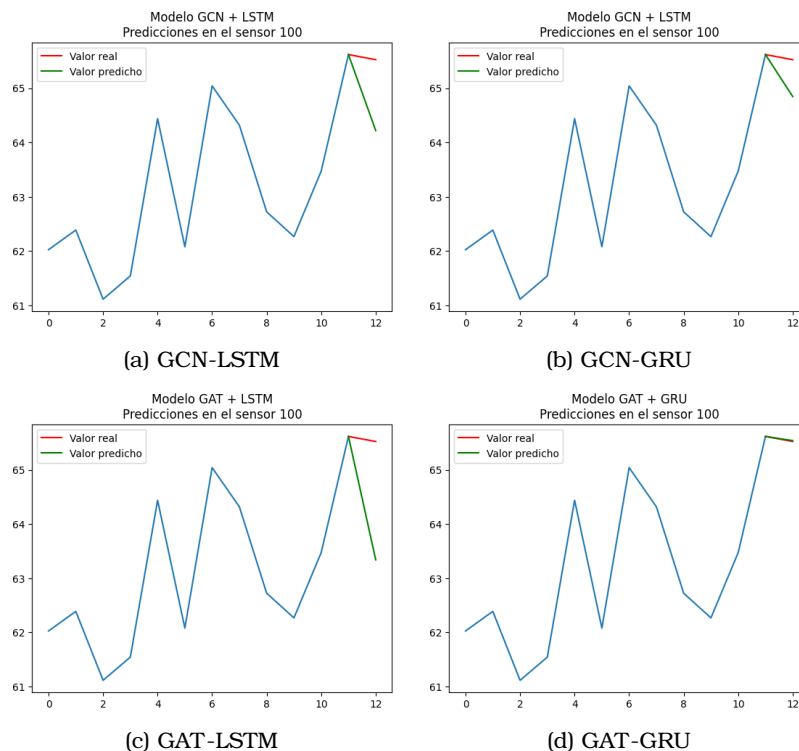 Modelo GCN + LSTM
Predicciones en el sensor 100
Valor real
Valor predicho
65
64
63
62
61
0 2 4 6 8 10 12
(a) GCN-LSTM
Modelo GCN + LSTM
Predicciones en el sensor 100
Valor real
Valor predicho
65
64
63
62
61
0 2 4 6 8 10 12
(b) GCN-GRU
Modelo GAT + LSTM
Predicciones en el sensor 100
Valor real
Valor predicho
65
64
63
62
61
0 2 4 6 8 10 12
(c) GAT-LSTM
Modelo GAT + GRU
Predicciones en el sensor 100
Valor real
Valor predicho
65
64
63
62
61
0 2 4 6 8 10 12
(d) GAT-GRU